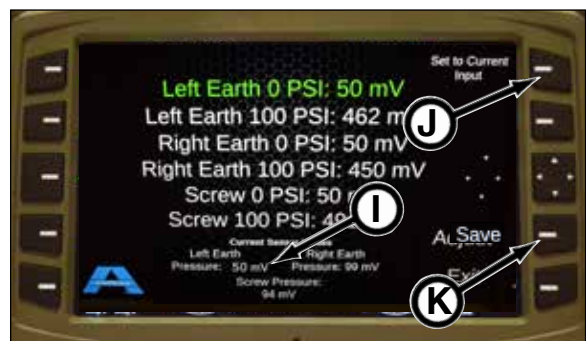 Set to Current
Input
Left Earth 0 PSI: 50 mV
Left Earth 100 PSI: 462 m
Right Earth 0 PSI: 50 mV
Right Earth 100 PSI: 450 mV
Screw 0 PSI: 50
Screw 100 PSI: 49
Current
Left Earth
Right Earth
Pressure: 50 mV
Pressure: 99 mV
Screw Pressure:
94 mV
Save
J
I
K